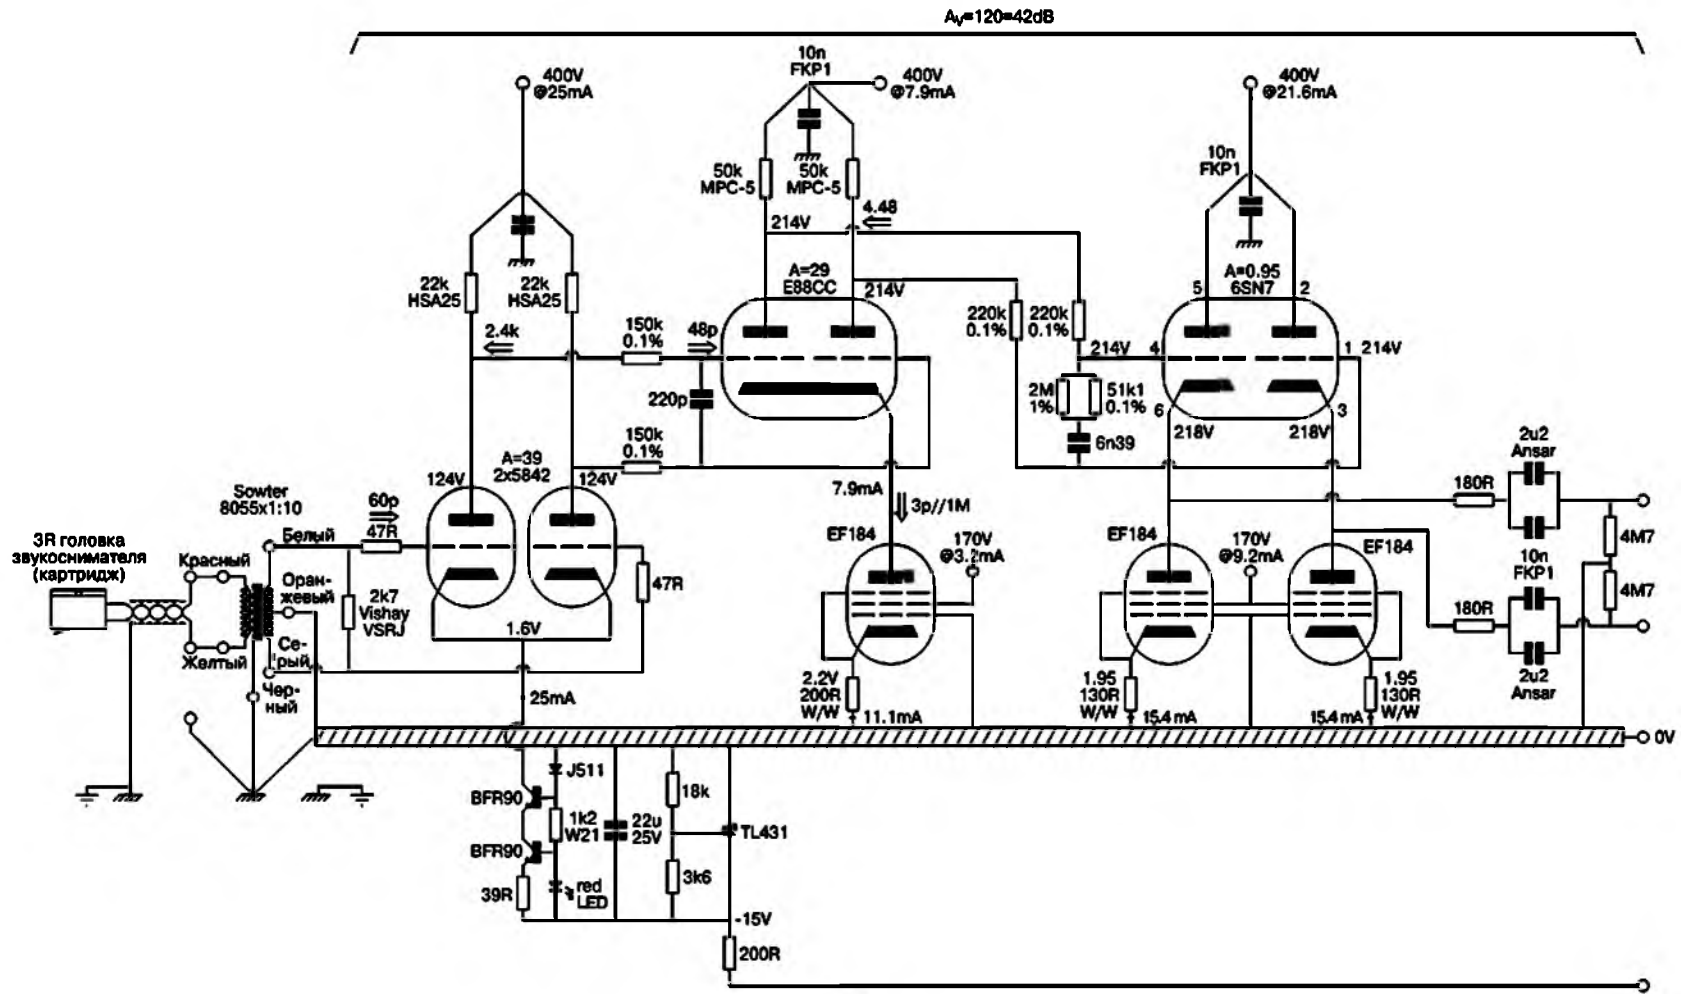 Aᵥ=120=42dB
400V
@25mA
10n
FKP1
400V
@7.9mA
400V
@21.6mA
10n
FKP1
50k
MPC-5
50k
MPC-5
4.48
214V
22k
HSA25
22k
HSA25
A=29
E88CC
214V
A=0.95
6SN7
5
2
2.4k
150k
0.1%
48p
220k
0.1%
220k
0.1%
214V
4
1
214V
220p
2M
1%
51k1
0.1%
6
3
218V
218V
6n39
150k
0.1%
A=39
2x5842
124V
124V
2u2
Ansar
180R
Sowter
8055x1:10
60p
47R
Белый
7.9mA
3p//1M
3R головка
звукоснимателя
(картридж)
Красный
Оран-
жевый
2k7
Vishay
VSRJ
47R
EF184
170V
@3.2mA
EF184
170V
@9.2mA
EF184
10n
FKP1
4M7
4M7
180R
1.6V
Желтый
Се-
рый
Чер-
ный
25mA
2.2V
200R
W/W
11.1mA
1.95
130R
W/W
15.4mA
1.95
130R
W/W
15.4mA
2u2
Ansar
0V
J511
BFR90
1k2
W21
22u
25V
18k
TL431
BFR90
39R
red
LED
3k6
-15V
200R